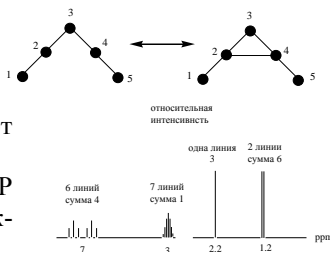 3
3
2
4
2
4
1
5
1
5
относительная
интенсивнсть
т
одна линия
3
2 линии
сумма 6
Р
6 линий
сумма 4
7 линий
сумма 1
к-
ppm
7
3
2.2
1.2